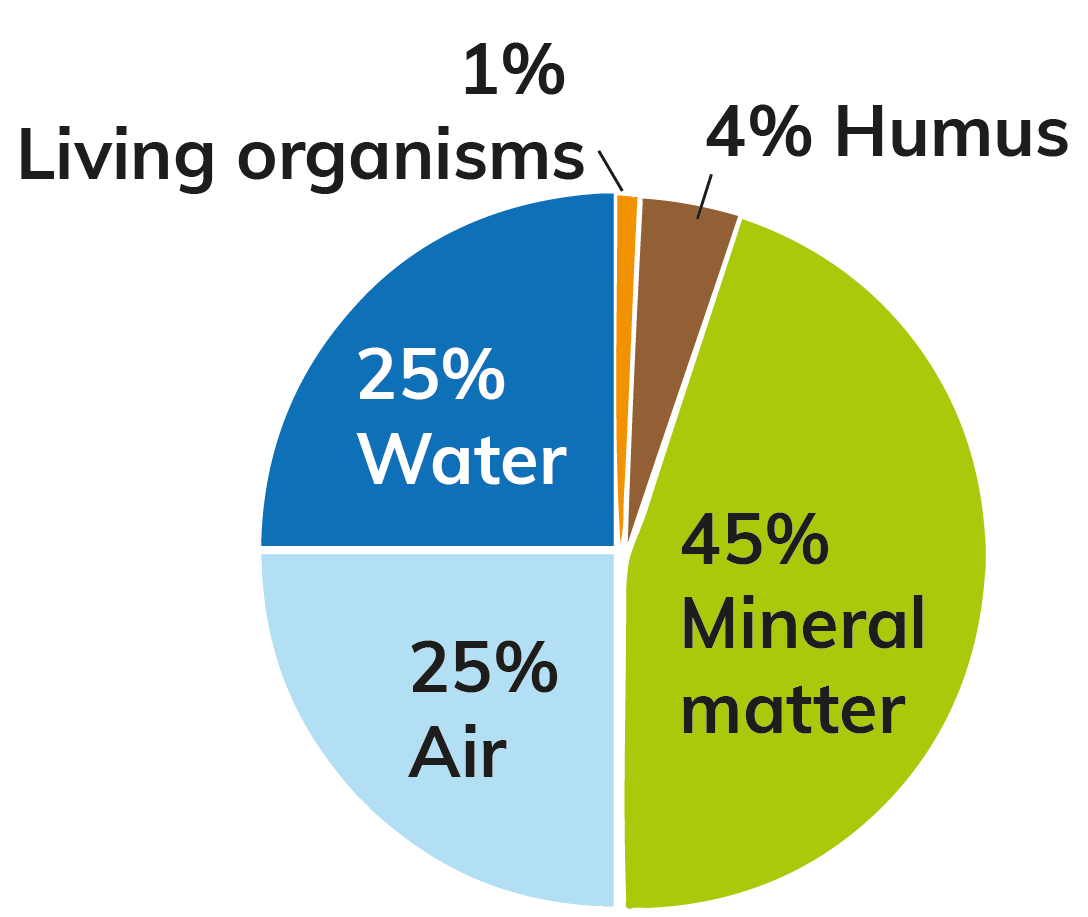 1%
Living organisms
4% Humus
25%
Water
45%
Mineral
matter
25%
Air